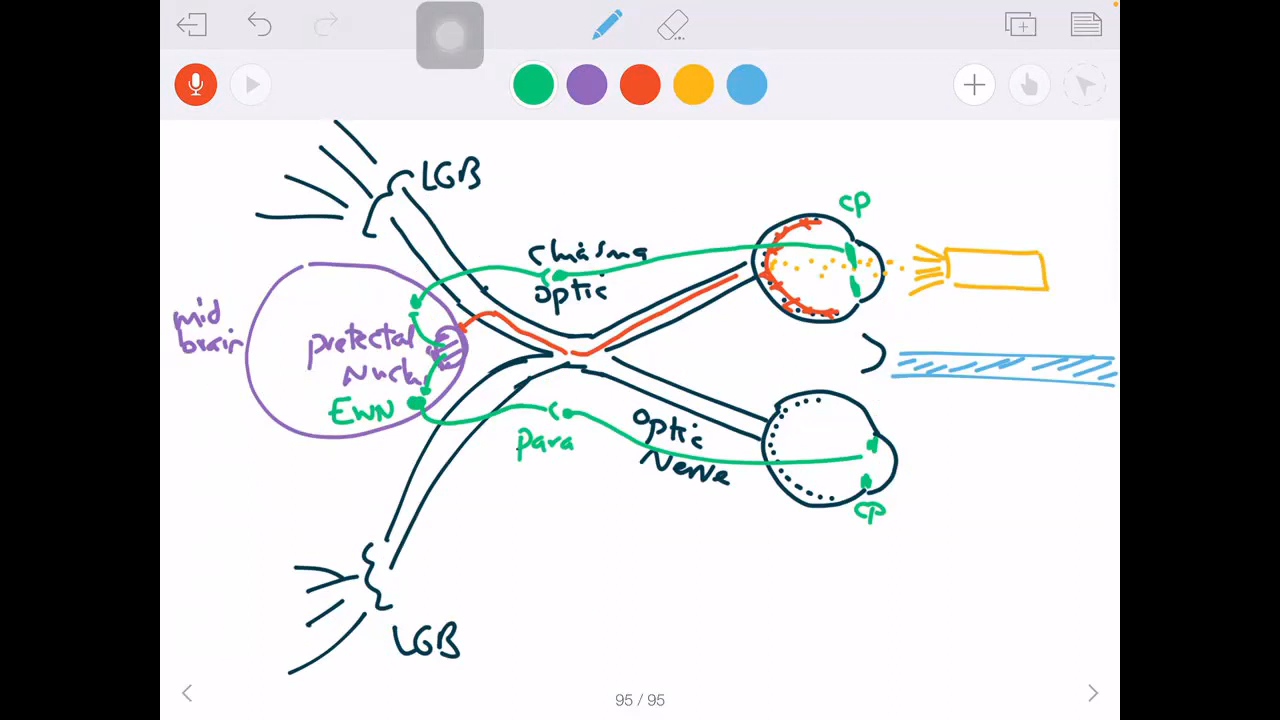 LGB
CP
chiasma
optic
mid
brain
pretectal
Nucl
EWN
para
optic
Nerve
CP
LGB
95 / 95